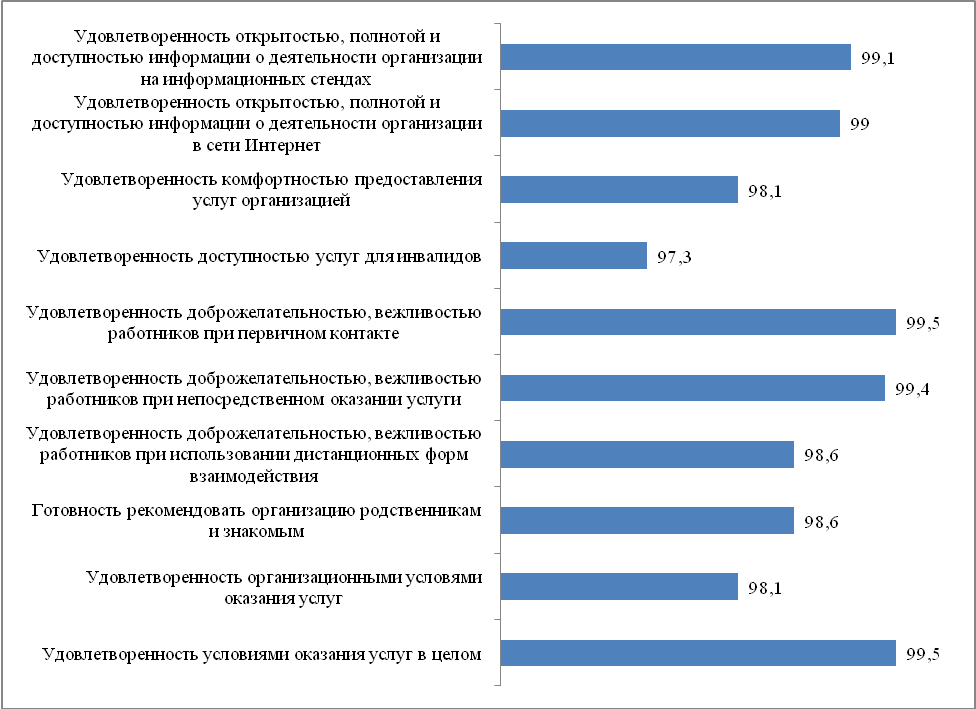 Удовлетворенность открытостью, полнотой и
доступностью информации о деятельности организации
на информационных стендах
99,1
Удовлетворенность открытостью, полнотой и
доступностью информации о деятельности организации
в сети Интернет
99
Удовлетворенность комфортностью предоставления
услуг организацией
98,1
Удовлетворенность доступностью услуг для инвалидов
97,3
Удовлетворенность доброжелательностью, вежливостью
работников при первичном контакте
99,5
Удовлетворенность доброжелательностью, вежливостью
работников при непосредственном оказании услуги
99,4
Удовлетворенность доброжелательностью, вежливостью
работников при использовании дистанционных форм
взаимодействия
98,6
Готовность рекомендовать организацию родственникам
и знакомым
98,6
Удовлетворенность организационными условями
оказания услуг
98,1
Удовлетворенность условиями оказания услуг в целом
99,5